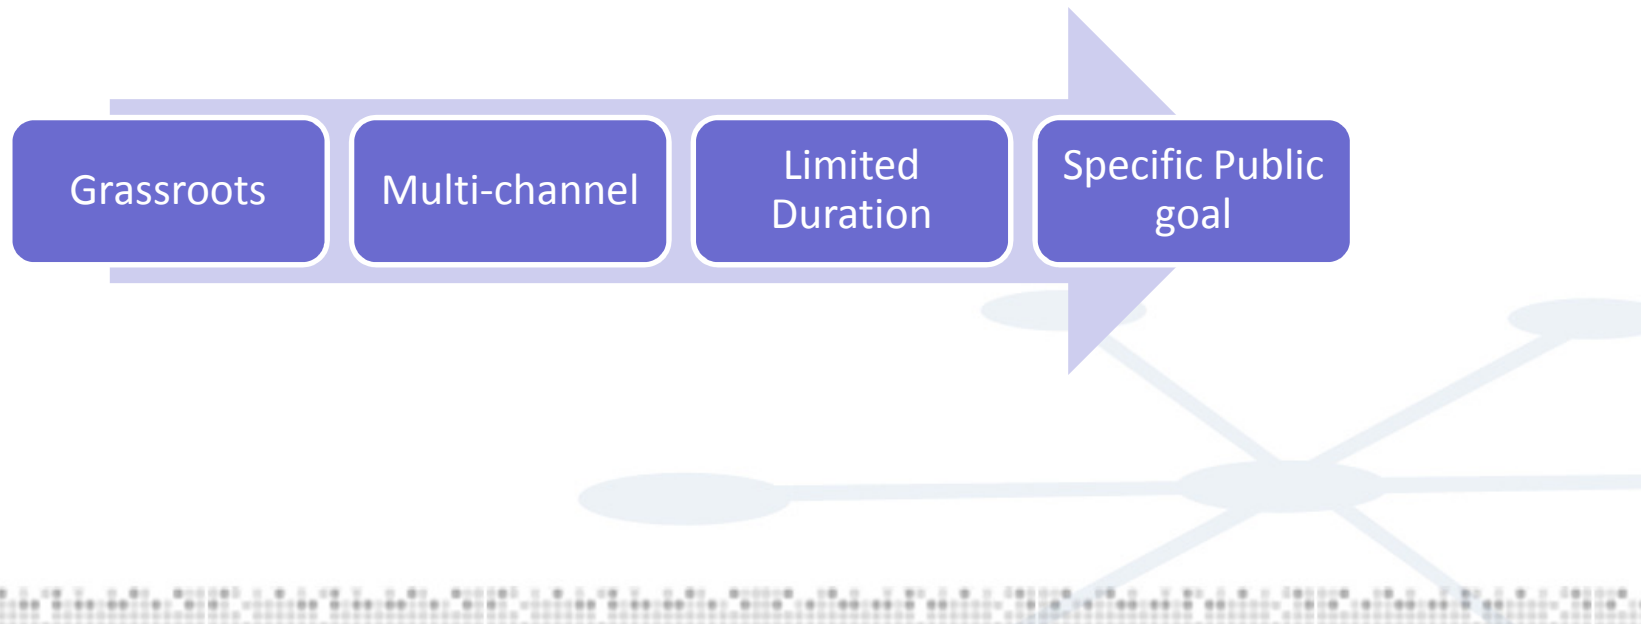 Grassroots
Multi-channel
Limited
Duration
Specific Public
goal